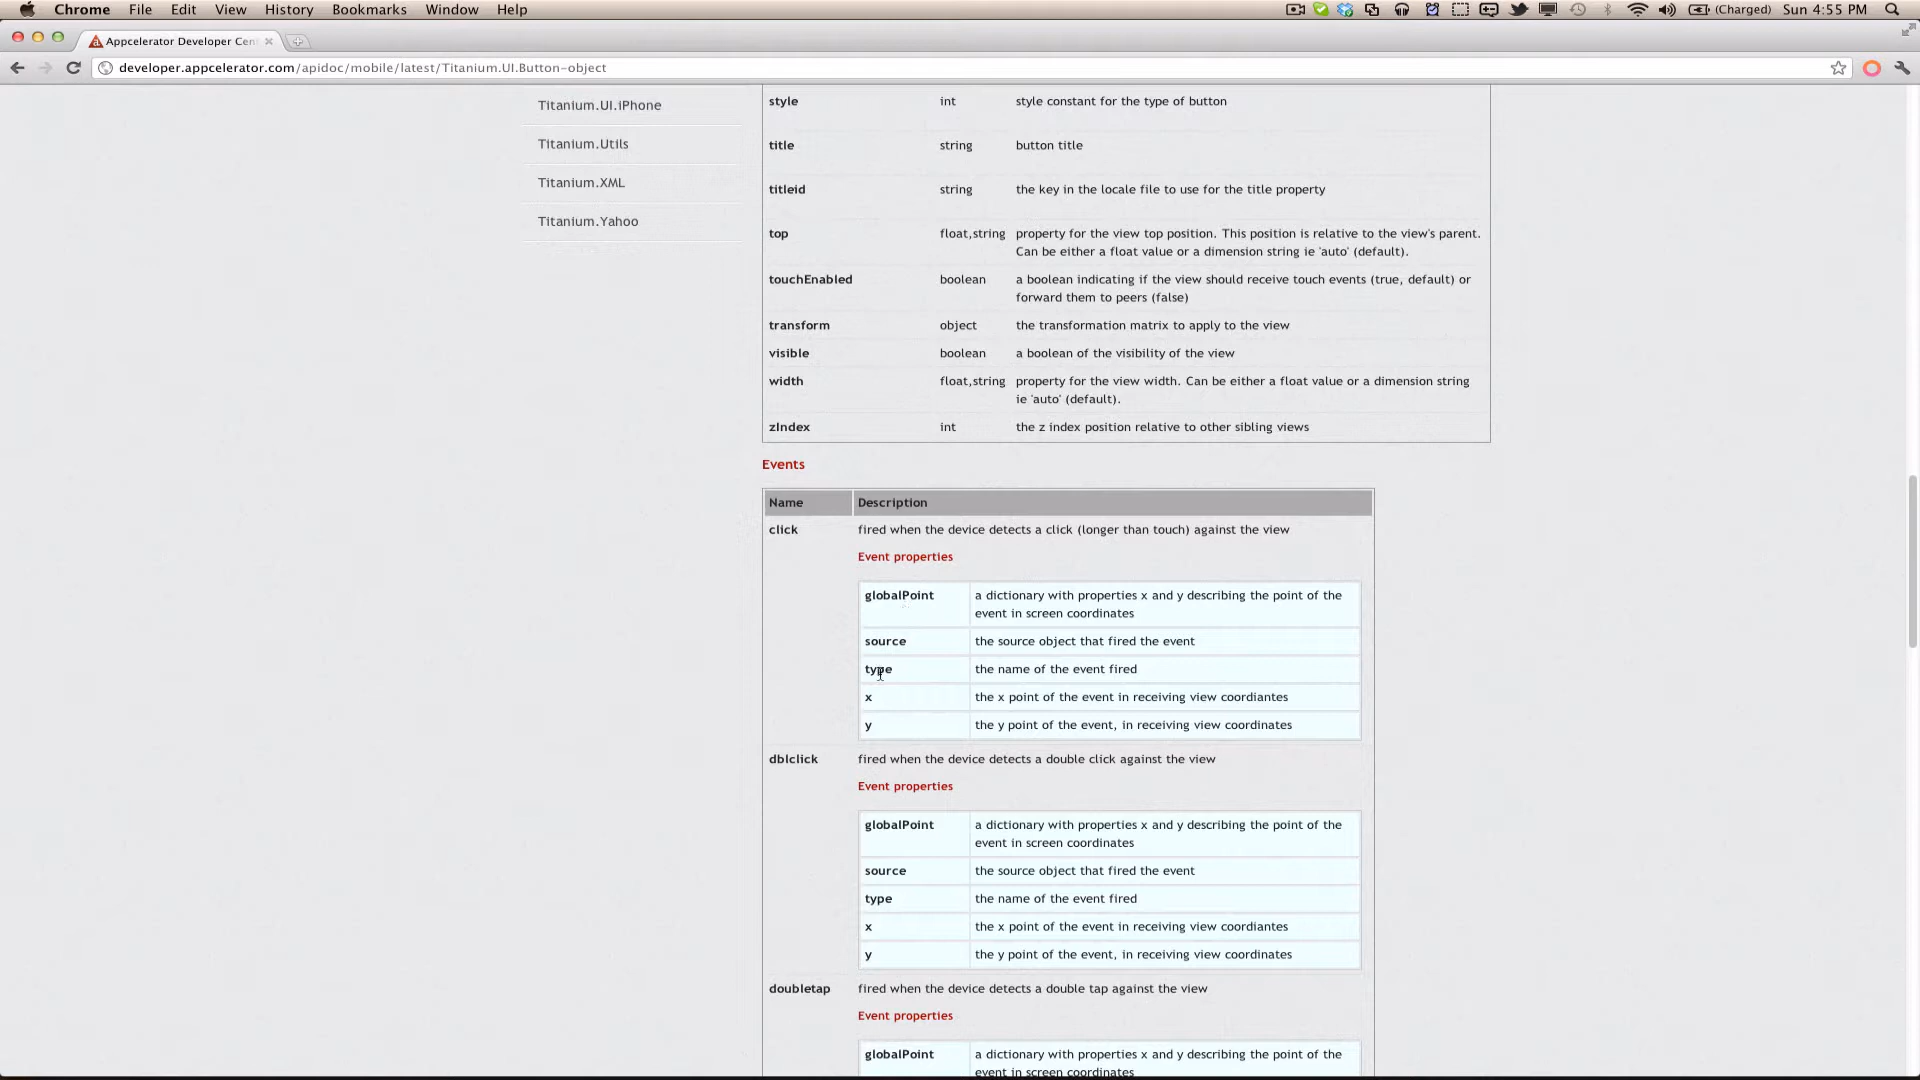 Chrome File Edit View History Bookmarks Window Help (Charged) Sun 4:55 PM
Appcelerator Developer Cen
developer.appcelerator.com/apidoc/mobile/latest/Titanium.UI.Button-object
Titanium.UI.iPhone
Titanium.Utils
Titanium.XML
Titanium.Yahoo
style int style constant for the type of button
title string button title
titleid string the key in the locale file to use for the title property
top float,string property for the view top position. This position is relative to the view's parent.
Can be either a float value or a dimension string ie 'auto' (default).
touchEnabled boolean a boolean indicating if the view should receive touch events (true, default) or
forward them to peers (false)
transform object the transformation matrix to apply to the view
visible boolean a boolean of the visibility of the view
width float,string property for the view width. Can be either a float value or a dimension string
ie 'auto' (default).
zIndex int the z index position relative to other sibling views
Events
Name Description
click fired when the device detects a click (longer than touch) against the view
Event properties
globalPoint a dictionary with properties x and y describing the point of the
event in screen coordinates
source the source object that fired the event
type the name of the event fired
x the x point of the event in receiving view coordiantes
y the y point of the event, in receiving view coordinates
dblclick fired when the device detects a double click against the view
Event properties
globalPoint a dictionary with properties x and y describing the point of the
event in screen coordinates
source the source object that fired the event
type the name of the event fired
x the x point of the event in receiving view coordiantes
y the y point of the event, in receiving view coordinates
doubletap fired when the device detects a double tap against the view
Event properties
globalPoint a dictionary with properties x and y describing the point of the
event in screen coordinates